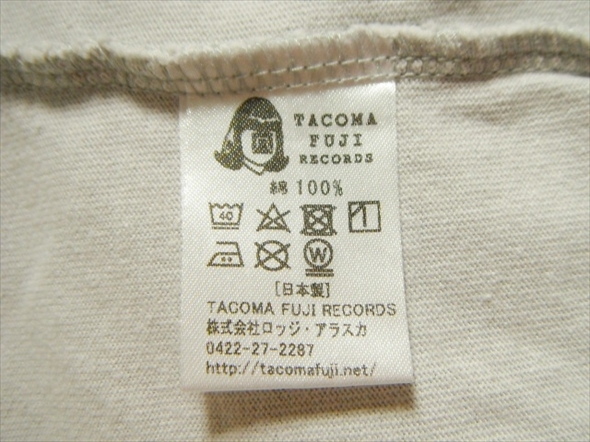 TACOMA
FUJI
RECORDS
綿 100%
40
W
[日本製]
TACOMA FUJI RECORDS
株式会社ロッジ・アラスカ
0422-27-2287
http://tacomafuji.net/